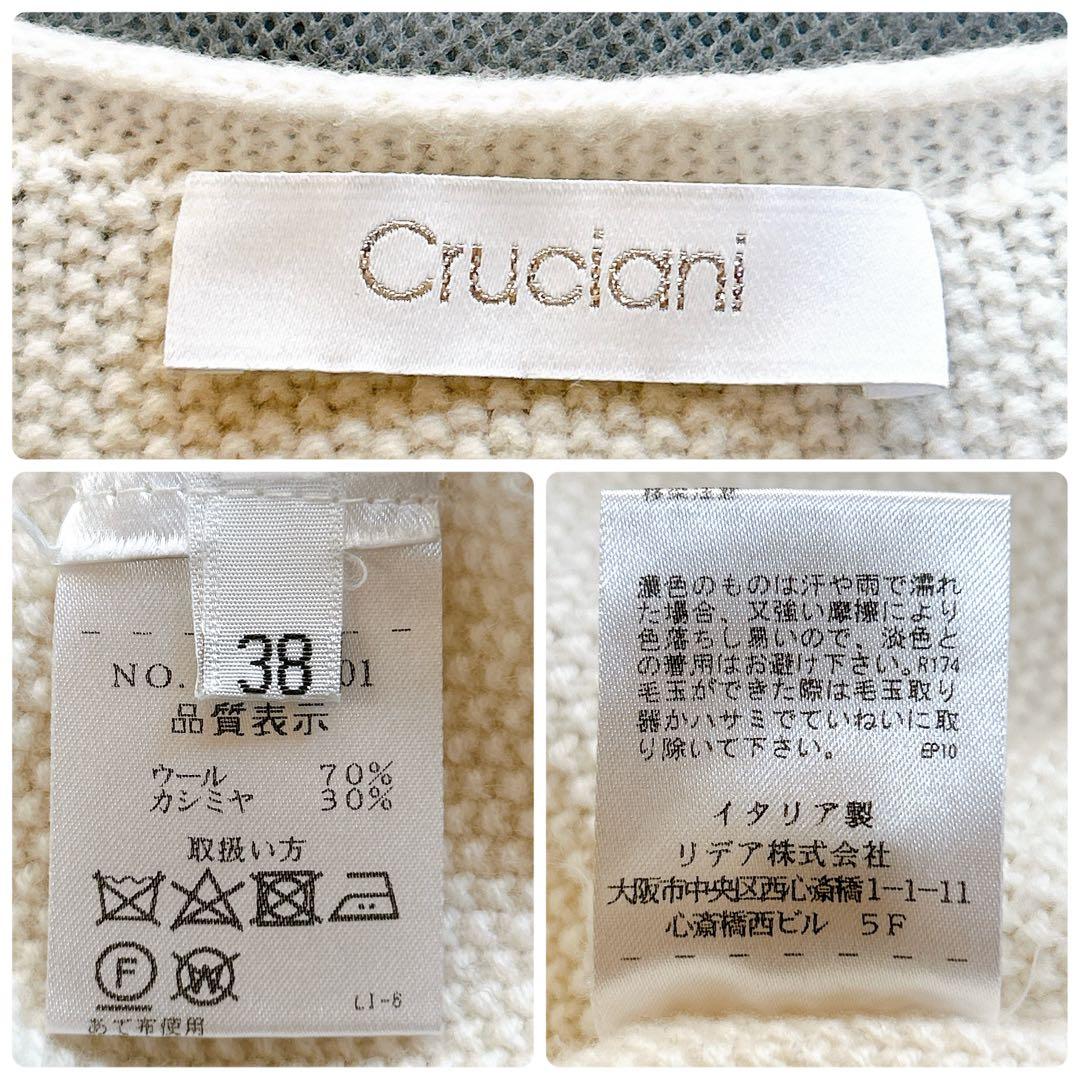 Cruciani
38
NO. 01
品質表示
ウール 70%
カシミヤ 30%
取扱い方
F W
あて布使用
LI-6
移染注意
濃色のものは汗や雨で濡れ
た場合、又強い摩擦により
色落ちし易いので、淡色と
の着用はお避け下さい。R174
毛玉ができた際は毛玉取り
器かハサミでていねいに取
り除いて下さい。 EP10
イタリア製
リデア株式会社
大阪市中央区西心斎橋1-1-11
心斎橋西ビル 5F